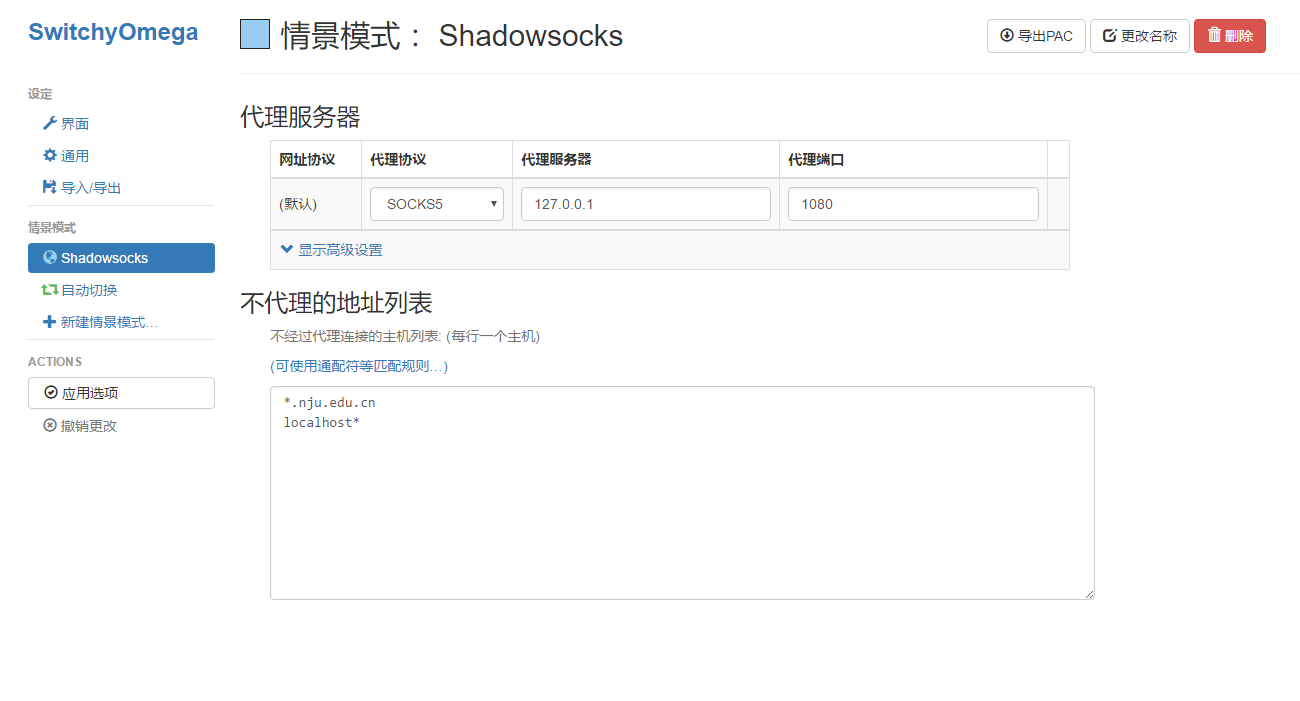 SwitchyOmega
设定
界面
通用
导入/导出
情景模式
Shadowsocks
自动切换
新建情景模式…
ACTIONS
应用选项
撤销更改
情景模式： Shadowsocks
导出PAC 更改名称 删除
代理服务器
网址协议 代理协议 代理服务器 代理端口
(默认) SOCKS5 127.0.0.1 1080
显示高级设置
不代理的地址列表
不经过代理连接的主机列表: (每行一个主机)
(可使用通配符等匹配规则…)
*.nju.edu.cn
localhost*